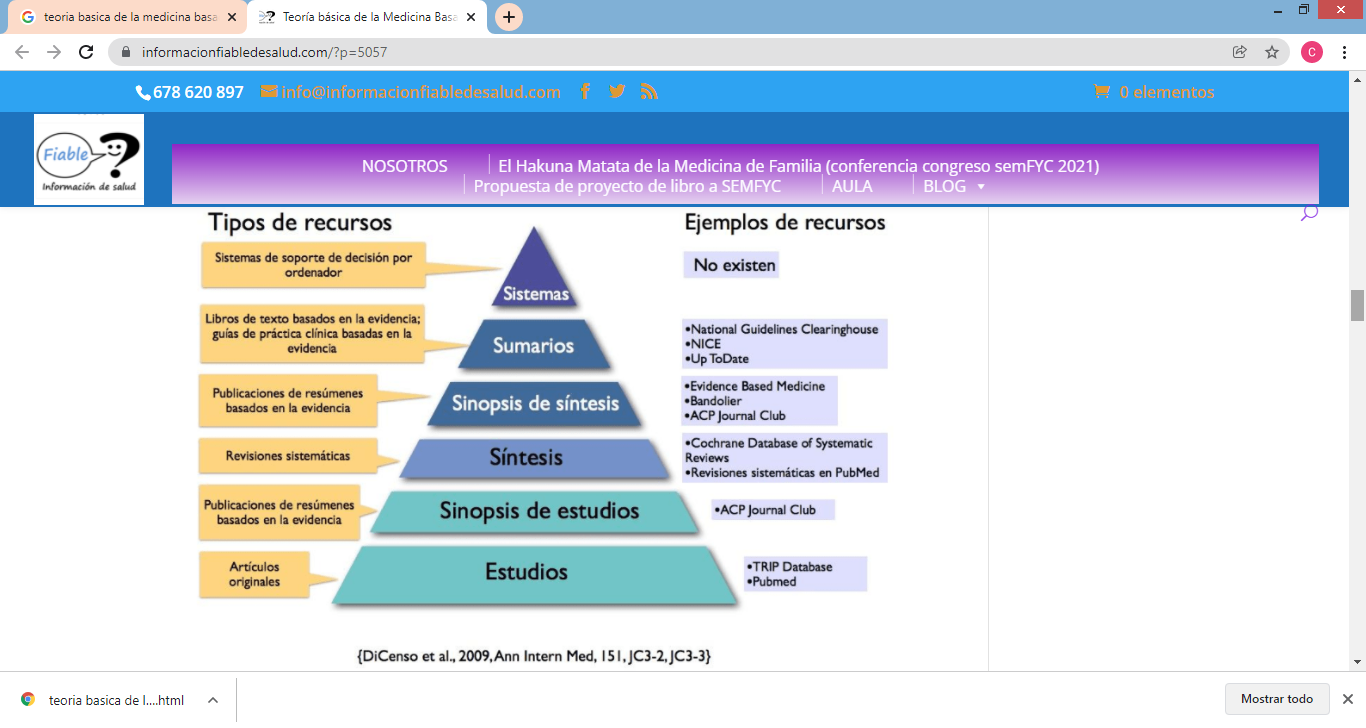 teoria basica de la medicina basa
Teoría básica de la Medicina Basa
informacionfiabledesalud.com/?p=5057
C
678 620 897
info@informacionfiabledesalud.com
0 elementos
Fiable
Información de salud
NOSOTROS
El Hakuna Matata de la Medicina de Familia (conferencia congreso semFYC 2021)
Propuesta de proyecto de libro a SEMFYC
AULA
BLOG
Tipos de recursos
Ejemplos de recursos
Sistemas de soporte de decisión por
ordenador
Sistemas
No existen
Libros de texto basados en la evidencia;
guías de práctica clínica basadas en la
evidencia
Sumarios
•National Guidelines Clearinghouse
•NICE
•Up ToDate
Publicaciones de resúmenes
basados en la evidencia
Sinopsis de síntesis
•Evidence Based Medicine
•Bandolier
•ACP Journal Club
Revisiones sistemáticas
Síntesis
•Cochrane Database of Systematic
Reviews
•Revisiones sistemáticas en PubMed
Publicaciones de resúmenes
basados en la evidencia
Sinopsis de estudios
•ACP Journal Club
Artículos
originales
Estudios
•TRIP Database
•Pubmed
{DiCenso et al., 2009, Ann Intern Med, 151, JC3-2, JC3-3}
teoria basica de l....html
Mostrar todo